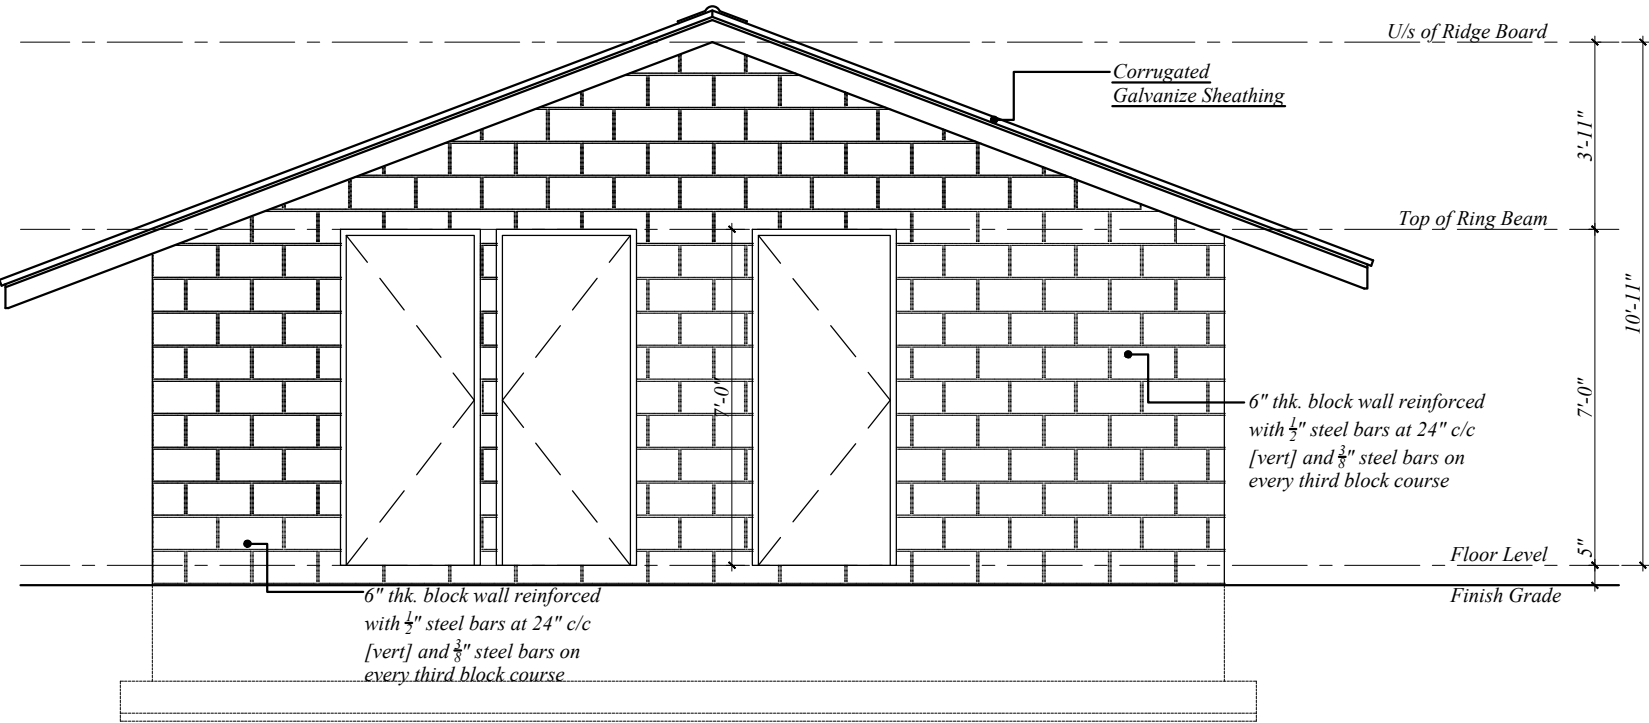 U/s of Ridge Board
Corrugated
Galvanize Sheathing
3'-11"
Top of Ring Beam
10'-11"
7'-0"
7'-0"
6" thk. block wall reinforced
with 1/2" steel bars at 24" c/c
[vert] and 3/8" steel bars on
every third block course
Floor Level
5"
Finish Grade
6" thk. block wall reinforced
with 1/2" steel bars at 24" c/c
[vert] and 3/8" steel bars on
every third block course